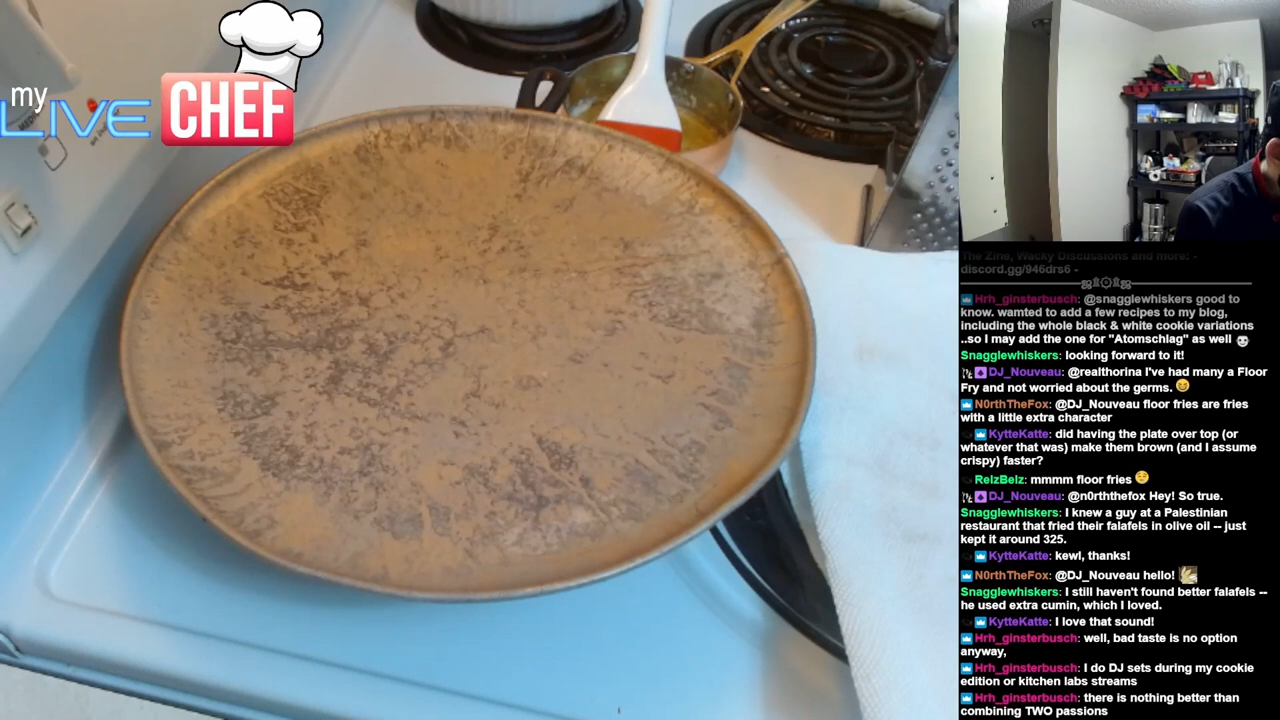 my
LIVE CHEF
The Zine, Wacky Discussions and more: -
discord.gg/946drs6 -
Hrh_ginsterbusch: @snagglewhiskers good to
know. wanted to add a few recipes to my blog,
including the whole black & white cookie variations
..so I may add the one for "Atomschlag" as well
Snagglewhiskers: looking forward to it!
DJ_Nouveau: @realthorina I've had many a Floor
Fry and not worried about the germs.
N0rthTheFox: @DJ_Nouveau floor fries are fries
with a little extra character
KytteKatte: did having the plate over top (or
whatever that was) make them brown (and I assume
crispy) faster?
RelzBelz: mmmm floor fries
DJ_Nouveau: @n0rththefox Hey! So true.
Snagglewhiskers: I knew a guy at a Palestinian
restaurant that fried their falafels in olive oil -- just
kept it around 325.
KytteKatte: kewl, thanks!
N0rthTheFox: @DJ_Nouveau hello!
Snagglewhiskers: I still haven't found better falafels --
he used extra cumin, which I loved.
KytteKatte: I love that sound!
Hrh_ginsterbusch: well, bad taste is no option
anyway,
Hrh_ginsterbusch: I do DJ sets during my cookie
edition or kitchen labs streams
Hrh_ginsterbusch: there is nothing better than
combining TWO passions